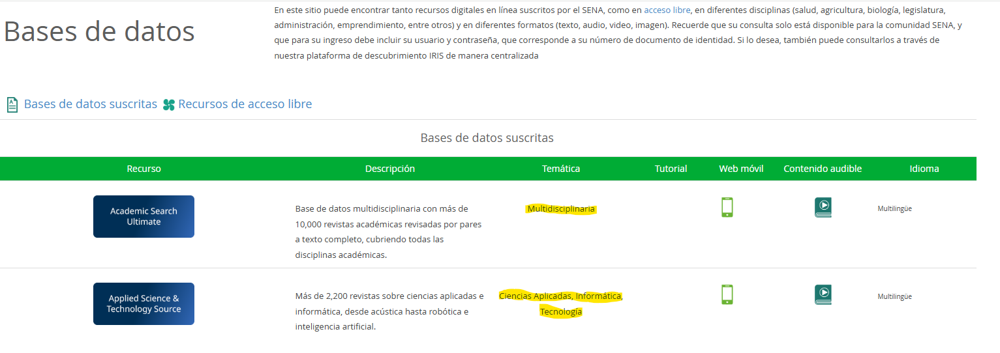 Bases de datos
En este sitio puede encontrar tanto recursos digitales en línea suscritos por el SENA, como en acceso libre, en diferentes disciplinas (salud, agricultura, biología, legislatura,
administración, emprendimiento, entre otros) y en diferentes formatos (texto, audio, video, imagen). Recuerde que su consulta solo está disponible para la comunidad SENA, y
que para su ingreso debe incluir su usuario y contraseña, que corresponde a su número de documento de identidad. Si lo desea, también puede consultarlos a través de
nuestra plataforma de descubrimiento IRIS de manera centralizada
Bases de datos suscritas Recursos de acceso libre
Bases de datos suscritas
Recurso Descripción Temática Tutorial Web móvil Contenido audible Idioma
Academic Search
Ultimate
Base de datos multidisciplinaria con más de
10,000 revistas académicas revisadas por pares
a texto completo, cubriendo todas las
disciplinas académicas.
Multidisciplinaria
Multilingüe
Applied Science &
Technology Source
Más de 2,200 revistas sobre ciencias aplicadas e
informática, desde acústica hasta robótica e
inteligencia artificial.
Ciencias Aplicadas, Informática,
Tecnología
Multilingüe